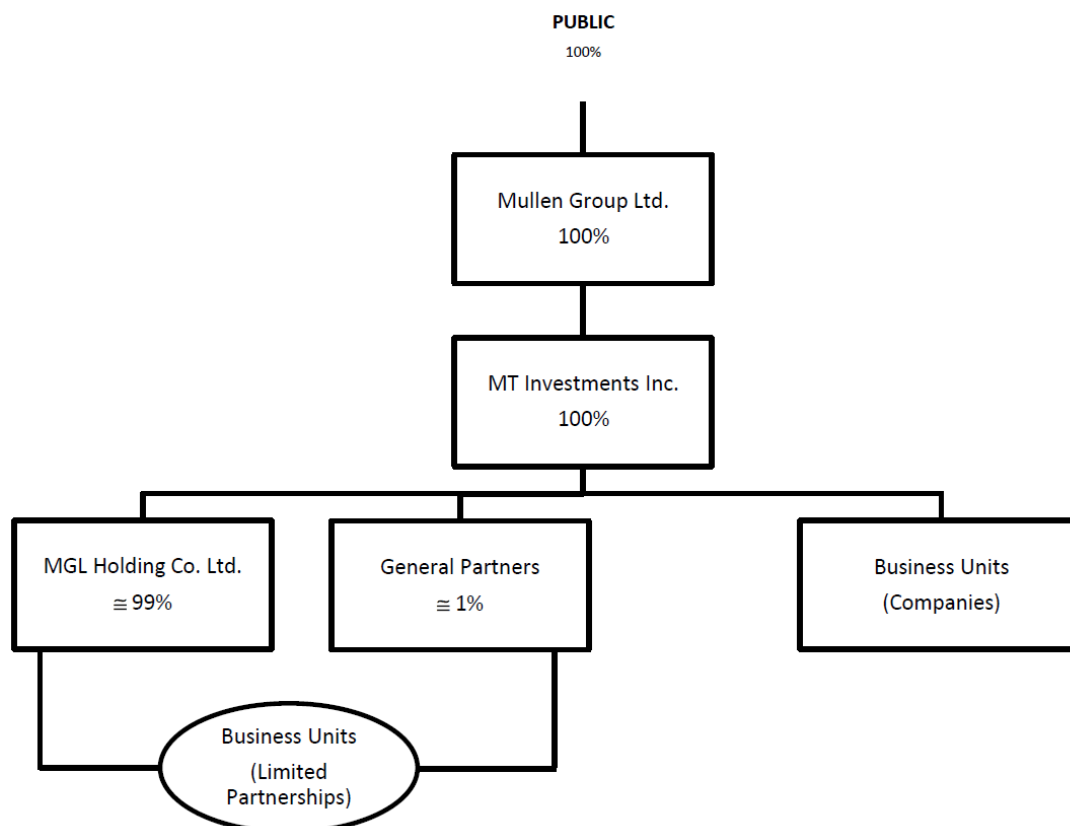 PUBLIC
100%
Mullen Group Ltd.
100%
MT Investments Inc.
100%
MGL Holding Co. Ltd.
≅ 99%
General Partners
≅ 1%
Business Units
(Companies)
Business Units
(Limited
Partnerships)